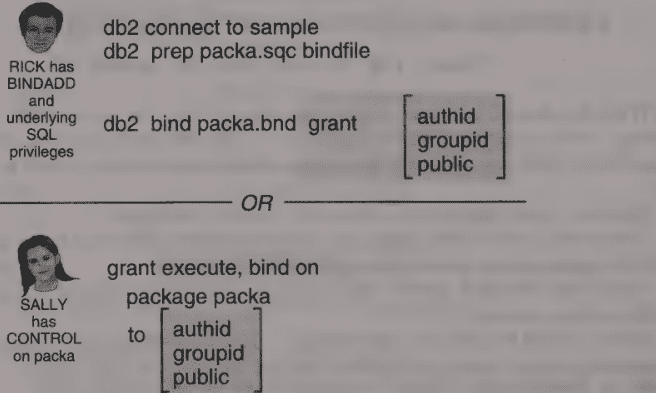 db2 connect to sample
db2 prep packa.sqc bindfile
RICK has
BINDADD
and
underlying
SQL
privileges
db2 bind packa.bnd grant
authid
groupid
public
OR
SALLY
has
CONTROL
on packa
grant execute, bind on
package packa
to
authid
groupid
public